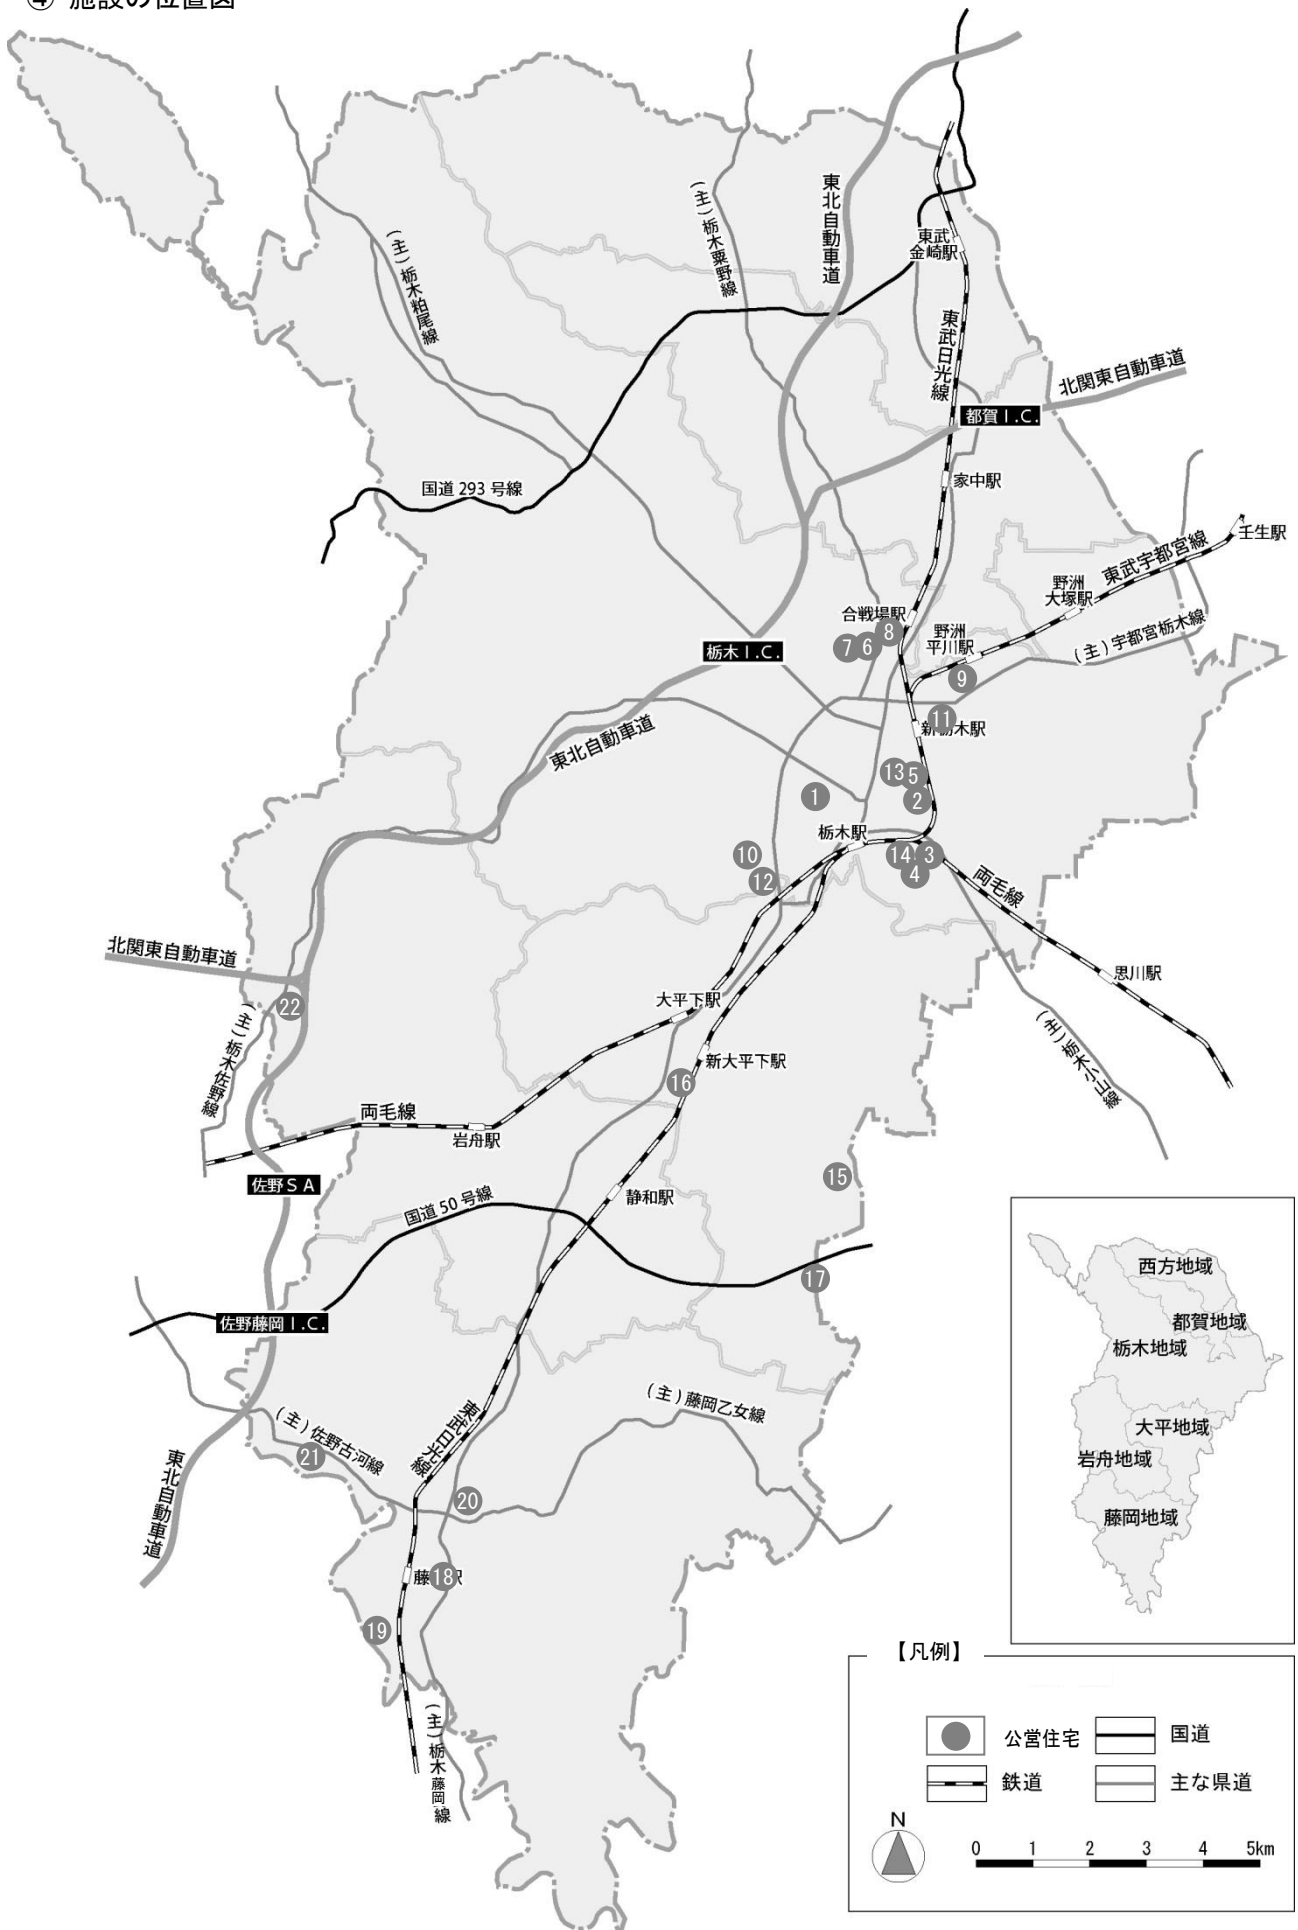 ④ 施設の位置図
(主)栃木粕尾線
(主)栃木粟野線
東北自動車道
東武
金崎駅
東武日光線
北関東自動車道
都賀I.C.
国道293号線
家中駅
壬生駅
東武宇都宮線
野洲
大塚駅
合戦場駅
野洲
平川駅
(主)宇都宮栃木線
栃木I.C.
7
6
8
9
11
新栃木駅
東北自動車道
13
5
1
2
栃木駅
10
12
14
3
4
両毛線
北関東自動車道
22
思川駅
大平下駅
(主)栃木佐野線
(主)栃木小山線
新大平下駅
16
両毛線
岩舟駅
15
佐野SA
静和駅
国道50号線
17
佐野藤岡I.C.
(主)藤岡乙女線
東武日光線
(主)佐野古河線
21
東北自動車道
20
藤 駅
18
19
(主)栃木藤岡線
西方地域
都賀地域
栃木地域
大平地域
岩舟地域
藤岡地域
【凡例】
公営住宅
国道
鉄道
主な県道
N
0 1 2 3 4 5km